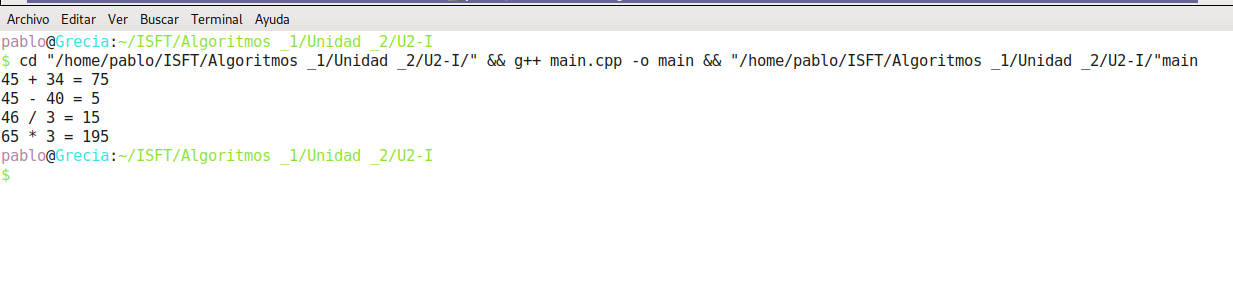 Archivo Editar Ver Buscar Terminal Ayuda
pablo@Grecia:~/ISFT/Algoritmos _1/Unidad _2/U2-I
$ cd "/home/pablo/ISFT/Algoritmos _1/Unidad _2/U2-I/" && g++ main.cpp -o main && "/home/pablo/ISFT/Algoritmos _1/Unidad _2/U2-I/"main
45 + 34 = 75
45 - 40 = 5
46 / 3 = 15
65 * 3 = 195
pablo@Grecia:~/ISFT/Algoritmos _1/Unidad _2/U2-I
$